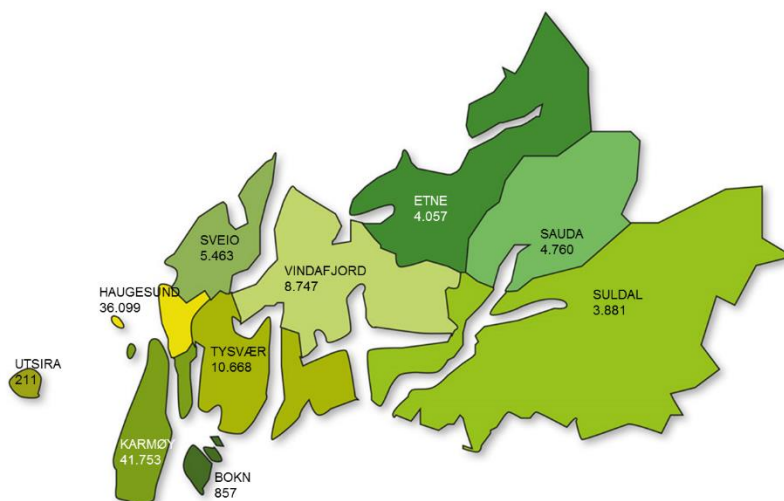 ETNE
4.057
SAUDA
4.760
SVEIO
5.463
VINDAFJORD
8.747
SULDAL
3.881
HAUGESUND
36.099
TYSVÆR
10.668
UTSIRA
211
KARMØY
41.753
BOKN
857